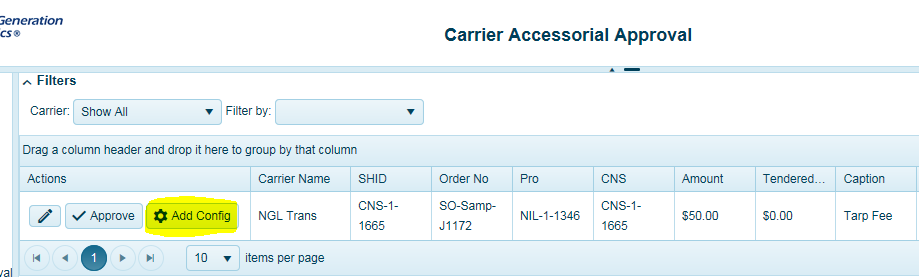 Generation
cs®
Carrier Accessorial Approval
Filters
Carrier: Show All Filter by:
Drag a column header and drop it here to group by that column
Actions Carrier Name SHID Order No Pro CNS Amount Tendered... Caption
Approve Add Config NGL Trans CNS-1-1665 SO-Samp-J1172 NIL-1-1346 CNS-1-1665 $50.00 $0.00 Tarp Fee
1 10 items per page
val